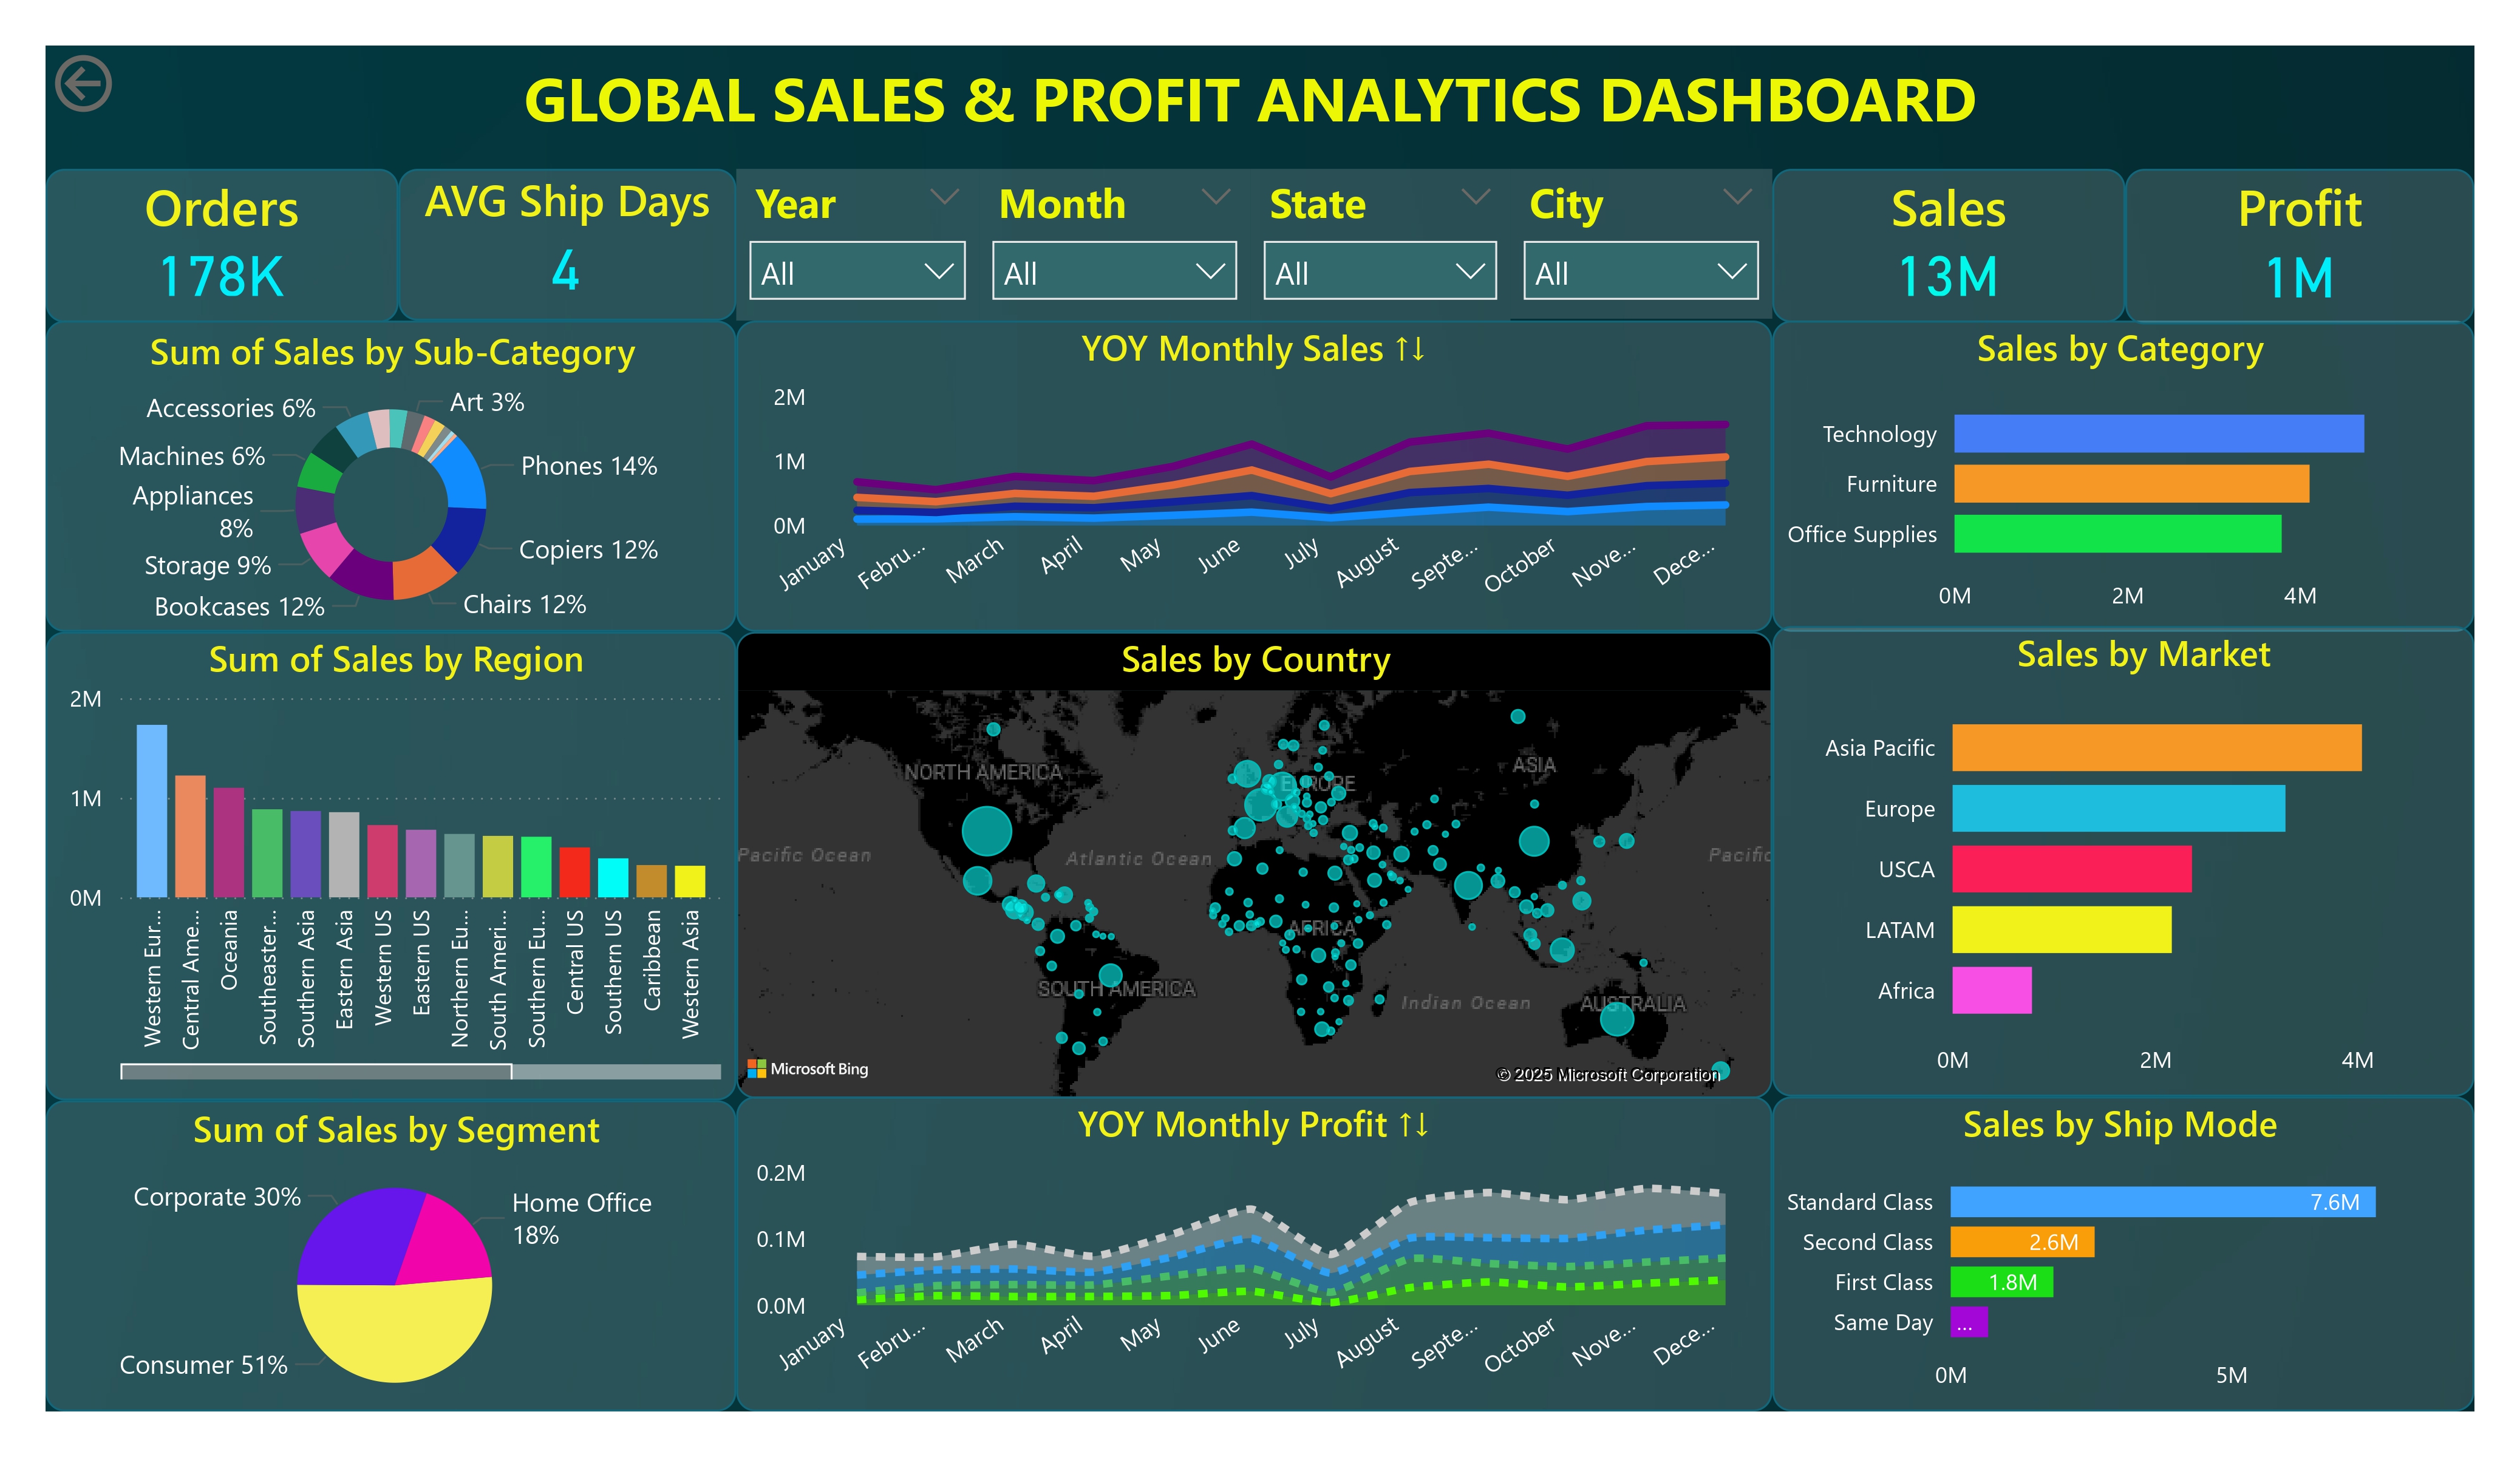 GLOBAL SALES & PROFIT ANALYTICS DASHBOARD
Orders
178K
AVG Ship Days
4
Year
All
Month
All
State
All
City
All
Sales
13M
Profit
1M
Sum of Sales by Sub-Category
Accessories 6%
Art 3%
Machines 6%
Phones 14%
Appliances
8%
Copiers 12%
Storage 9%
Bookcases 12%
Chairs 12%
YOY Monthly Sales ↑↓
2M
1M
0M
January
Febru...
March
April
May
June
July
August
Septe...
October
Nove...
Dece...
Sales by Category
Technology
Furniture
Office Supplies
0M
2M
4M
Sum of Sales by Region
2M
1M
0M
Western Eur...
Central Ame...
Oceania
Southeaster...
Southern Asia
Eastern Asia
Western US
Eastern US
Northern Eu...
South Ameri...
Southern Eu...
Central US
Southern US
Caribbean
Western Asia
Sales by Country
NORTH AMERICA
EUROPE
ASIA
Pacific Ocean
Atlantic Ocean
Pacific
AFRICA
SOUTH AMERICA
Indian Ocean
AUSTRALIA
Microsoft Bing
© 2025 Microsoft Corporation
Sales by Market
Asia Pacific
Europe
USCA
LATAM
Africa
0M
2M
4M
Sum of Sales by Segment
Corporate 30%
Home Office
18%
Consumer 51%
YOY Monthly Profit ↑↓
0.2M
0.1M
0.0M
January
Febru...
March
April
May
June
July
August
Septe...
October
Nove...
Dece...
Sales by Ship Mode
Standard Class
7.6M
Second Class
2.6M
First Class
1.8M
Same Day
...
0M
5M